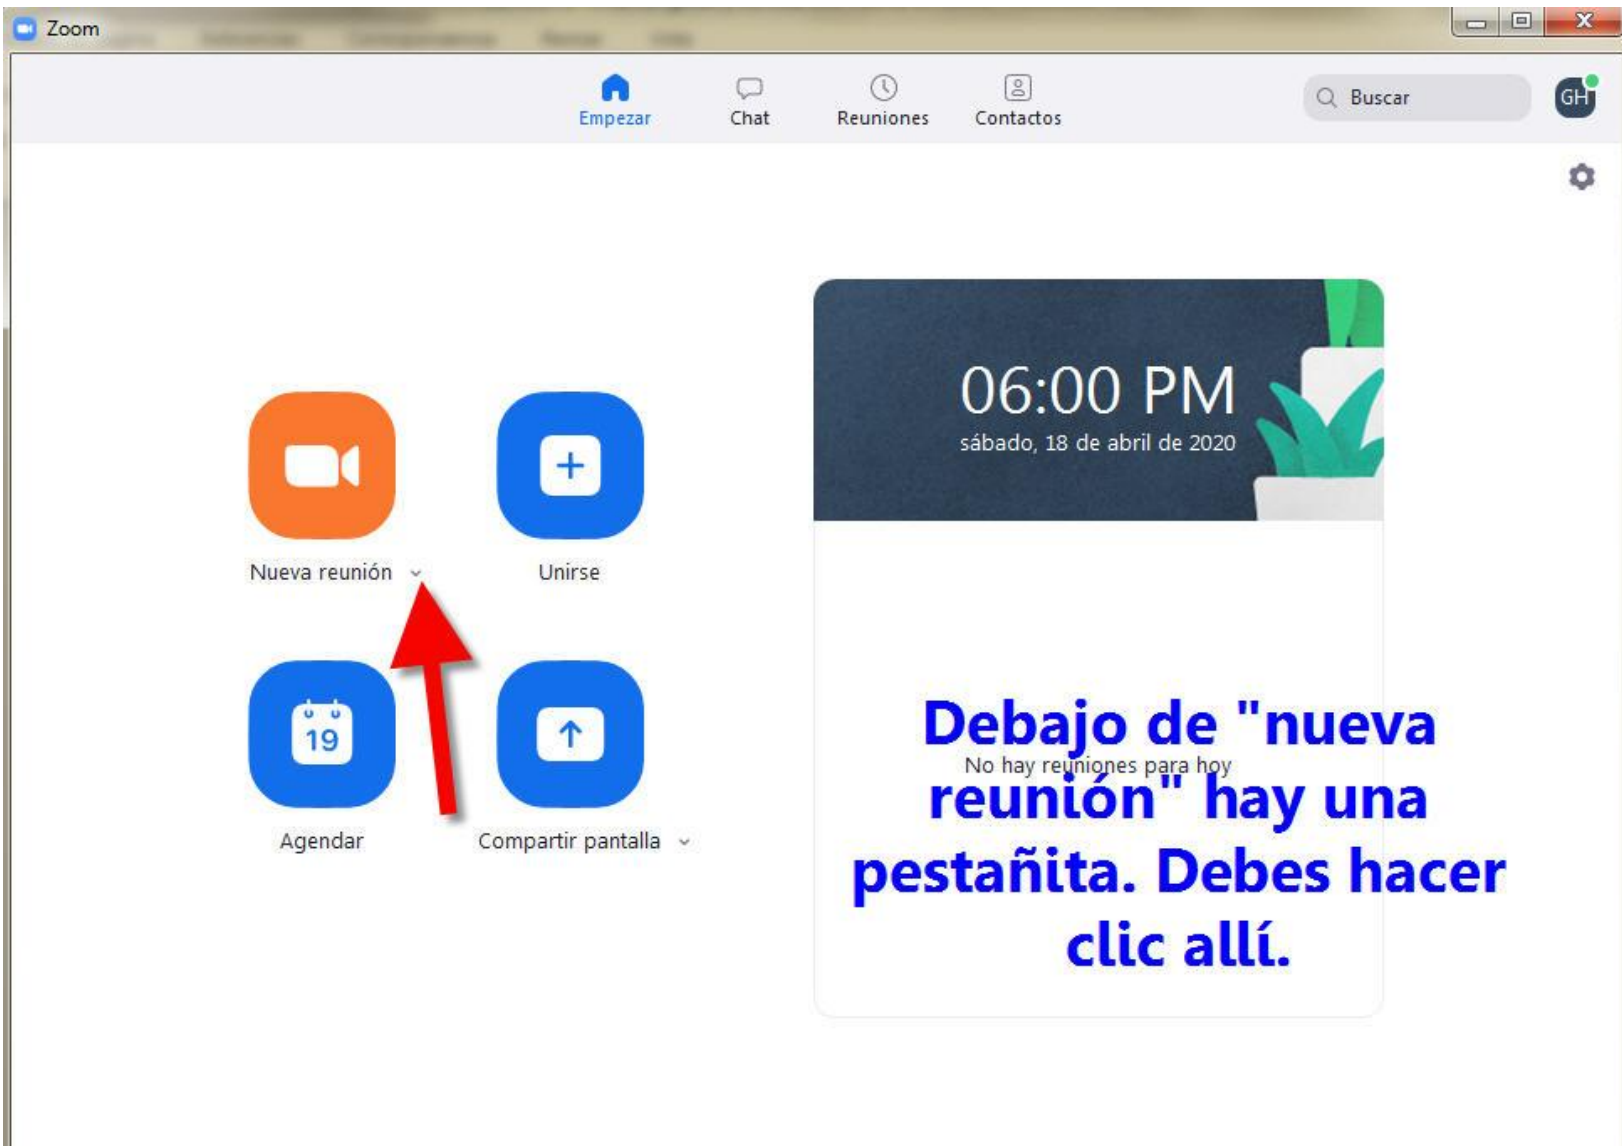 Zoom
Empezar
Chat
Reuniones
Contactos
Buscar
GH
06:00 PM
sábado, 18 de abril de 2020
Nueva reunión
Unirse
19
Agendar
Compartir pantalla
No hay reuniones para hoy
Debajo de "nueva
reunión" hay una
pestañita. Debes hacer
clic allí.